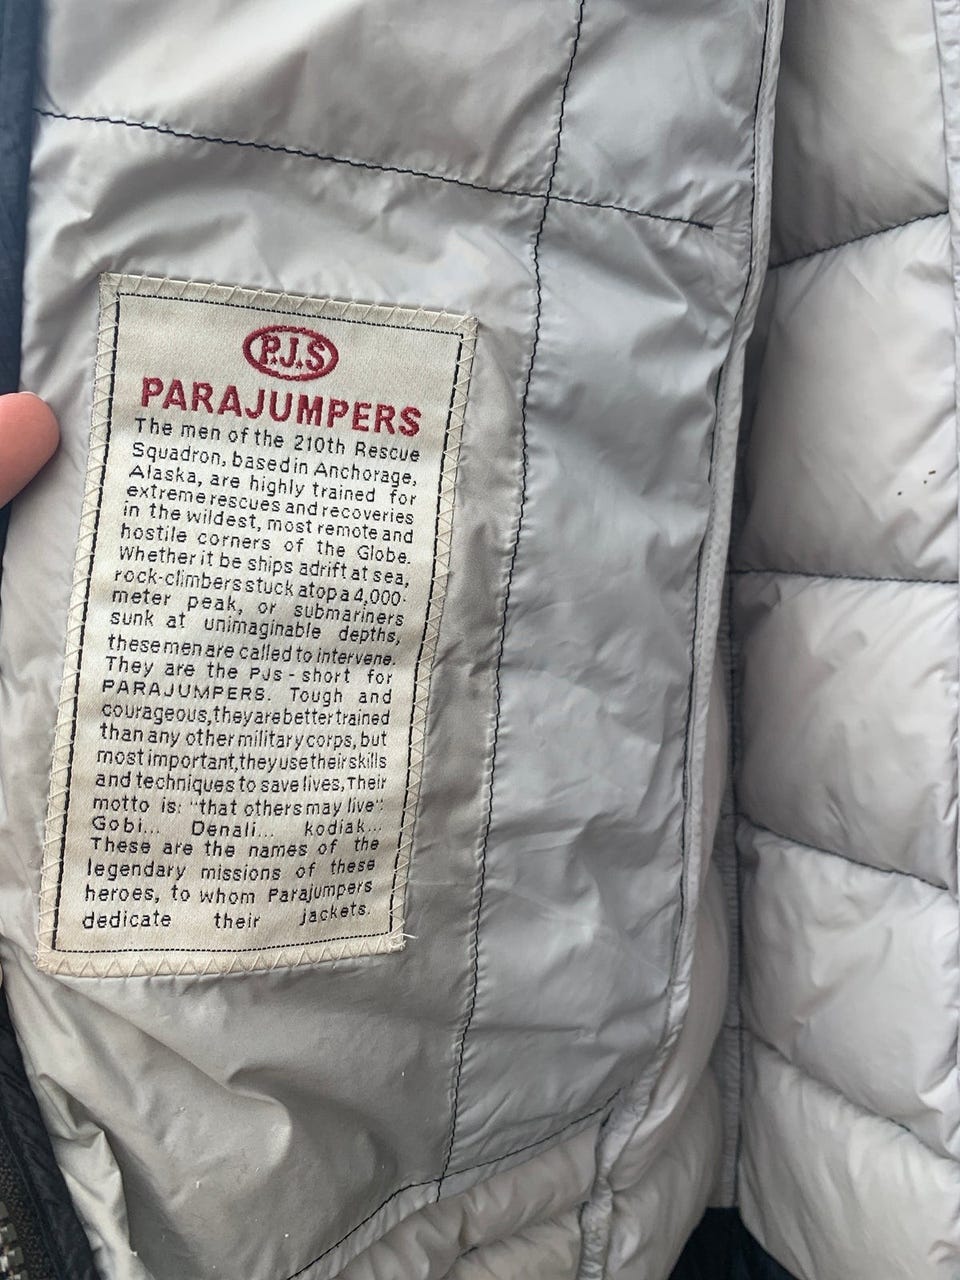 P.J.S
PARAJUMPERS
The men of the 210th Rescue
Squadron, based in Anchorage,
Alaska, are highly trained for
extreme rescues and recoveries
in the wildest, most remote and
hostile corners of the Globe.
Whether it be ships adrift at sea,
rock-climbers stuck atop a 4,000-
meter peak, or submariners
sunk at unimaginable depths,
these men are called to intervene.
They are the PJs - short for
PARAJUMPERS. Tough and
courageous, they are better trained
than any other military corps, but
most important, they use their skills
and techniques to save lives, Their
motto is: "that others may live":
Gobi... Denali... kodiak...
These are the names of the
legendary missions of these
heroes, to whom Parajumpers
dedicate their jackets.